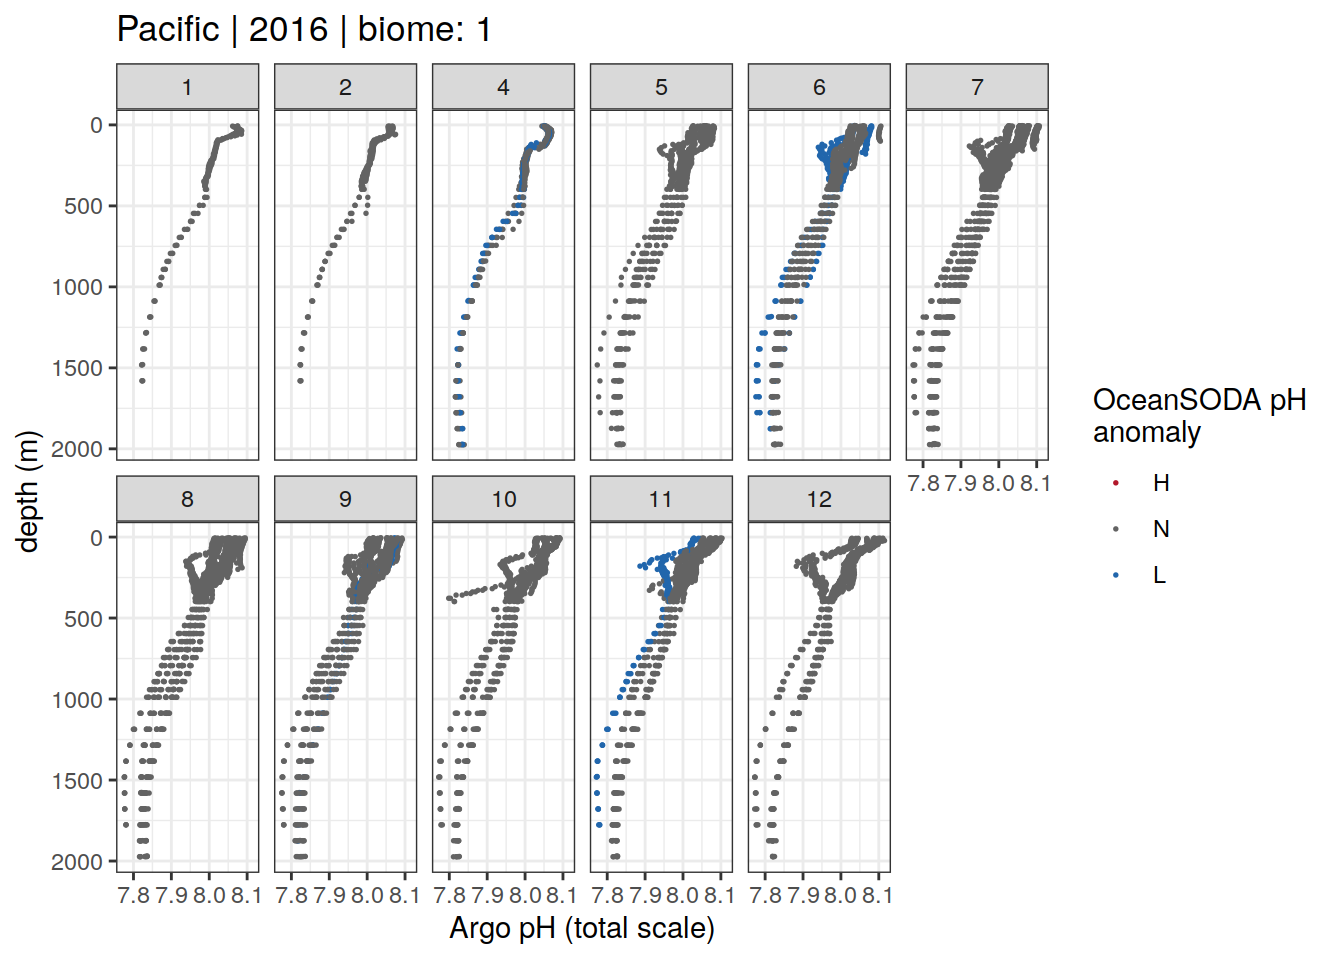 Pacific | 2016 | biome: 1
1 2 4 5 6 7
0
500
1000
1500
2000
7.8 7.9 8.0 8.1
8 9 10 11 12
0
500
1000
1500
2000
7.8 7.9 8.0 8.1 7.8 7.9 8.0 8.1 7.8 7.9 8.0 8.1 7.8 7.9 8.0 8.1 7.8 7.9 8.0 8.1
Argo pH (total scale)
depth (m)
OceanSODA pH
anomaly
H
N
L